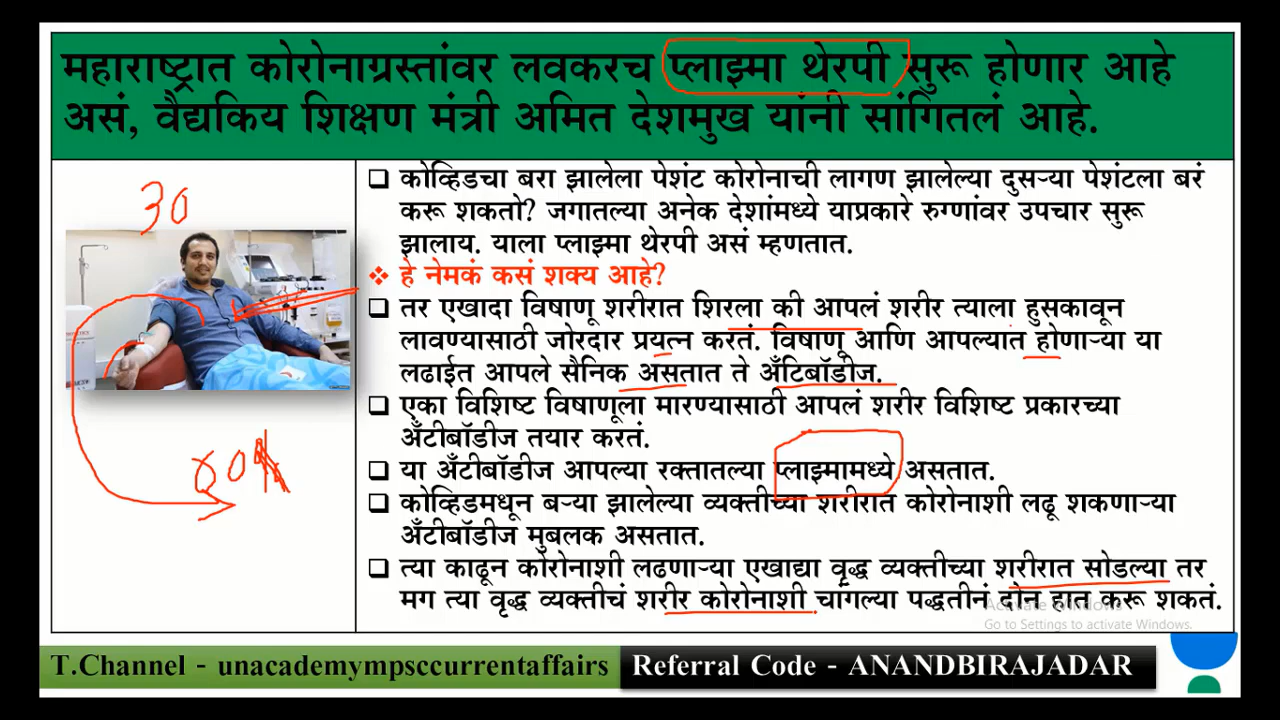 महाराष्ट्रात कोरोनाग्रस्तांवर लवकरच प्लाझ्मा थेरपी सुरू होणार आहे
असं, वैद्यकिय शिक्षण मंत्री अमित देशमुख यांनी सांगितलं आहे.
30
❑ कोव्हिडचा बरा झालेला पेशंट कोरोनाची लागण झालेल्या दुसऱ्या पेशंटला बरं
करू शकतो? जगातल्या अनेक देशांमध्ये याप्रकारे रुग्णांवर उपचार सुरू
झालाय. याला प्लाझ्मा थेरपी असं म्हणतात.
❖ हे नेमकं कसं शक्य आहे?
❑ तर एखादा विषाणू शरीरात शिरला की आपलं शरीर त्याला हुसकावून
लावण्यासाठी जोरदार प्रयत्न करतं. विषाणू आणि आपल्यात होणाऱ्या या
लढाईत आपले सैनिक असतात ते अँटिबॉडीज.
❑ एका विशिष्ट विषाणूला मारण्यासाठी आपलं शरीर विशिष्ट प्रकारच्या
अँटीबॉडीज तयार करतं.
❑ या अँटीबॉडीज आपल्या रक्तातल्या प्लाझ्मामध्ये असतात.
❑ कोव्हिडमधून बऱ्या झालेल्या व्यक्तीच्या शरीरात कोरोनाशी लढू शकणाऱ्या
अँटीबॉडीज मुबलक असतात.
❑ त्या काढून कोरोनाशी लढणाऱ्या एखाद्या वृद्ध व्यक्तीच्या शरीरात सोडल्या तर
मग त्या वृद्ध व्यक्तीचं शरीर कोरोनाशी चांगल्या पद्धतीनं दोन हात करू शकतं.
Activate Windows
Go to Settings to activate Windows.
T.Channel - unacademympsccurrentaffairs
Referral Code - ANANDBIRAJADAR